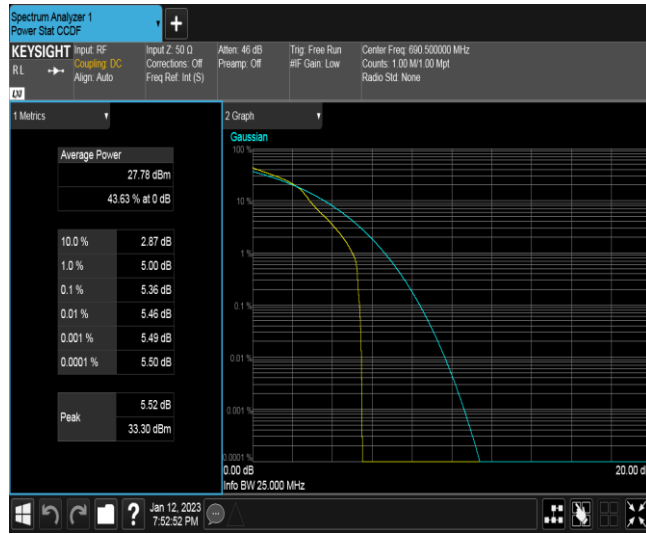 Spectrum Analyzer 1
Power Stat CCDF
KEYSIGHT
RL
LXI
Input: RF
Coupling: DC
Align: Auto
Input Z: 50 Ω
Corrections: Off
Freq Ref: Int (S)
Atten: 46 dB
Preamp: Off
Trig: Free Run
#IF Gain: Low
Center Freq: 690.500000 MHz
Counts: 1.00 M/1.00 Mpt
Radio Std: None
1 Metrics
Average Power
27.78 dBm
43.63 % at 0 dB
10.0 % 2.87 dB
1.0 % 5.00 dB
0.1 % 5.36 dB
0.01 % 5.46 dB
0.001 % 5.49 dB
0.0001 % 5.50 dB
Peak
5.52 dB
33.30 dBm
2 Graph
Gaussian
100 %
10 %
1 %
0.1 %
0.01 %
0.001 %
0.0001 %
0.00 dB
20.00 d
Info BW 25.000 MHz
?
Jan 12, 2023
7:52:52 PM